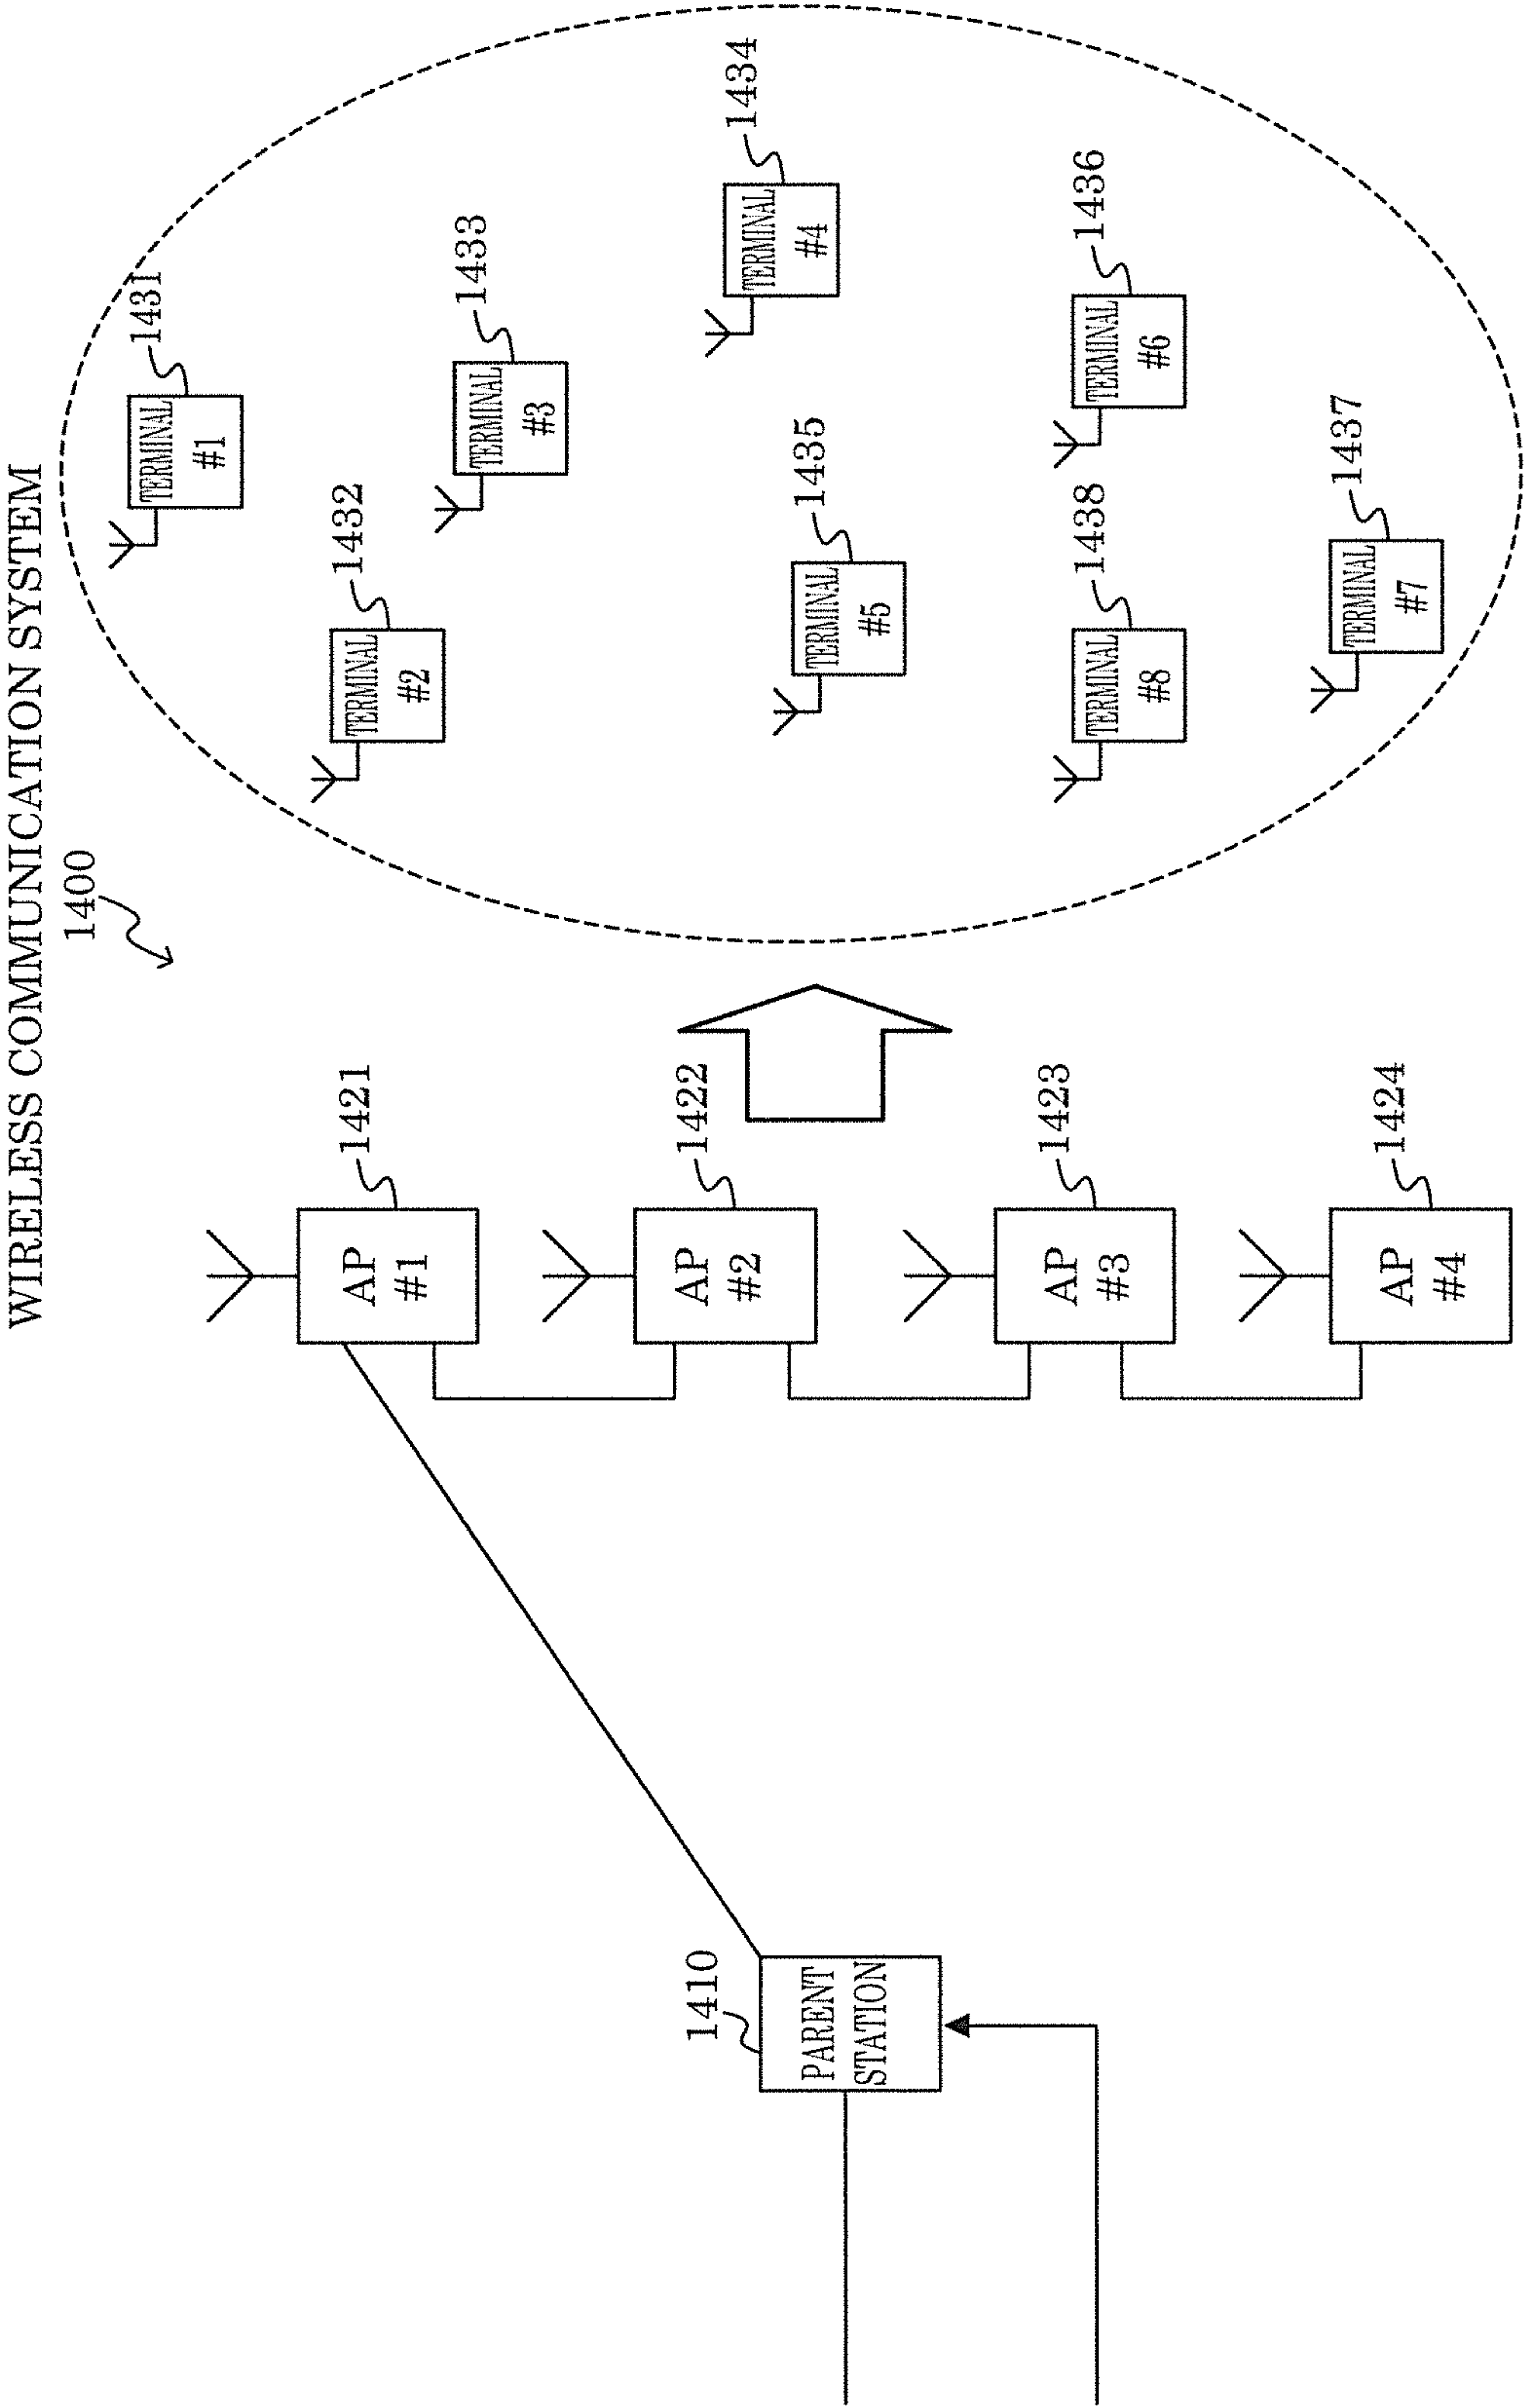 WIRELESS COMMUNICATION SYSTEM
1400
1410
PARENT
STATION
1421
AP
#1
1422
AP
#2
1423
AP
#3
1424
AP
#4
1431
TERMINAL
#1
1432
TERMINAL
#2
1433
TERMINAL
#3
1434
TERMINAL
#4
1435
TERMINAL
#5
1436
TERMINAL
#6
1438
TERMINAL
#8
1437
TERMINAL
#7